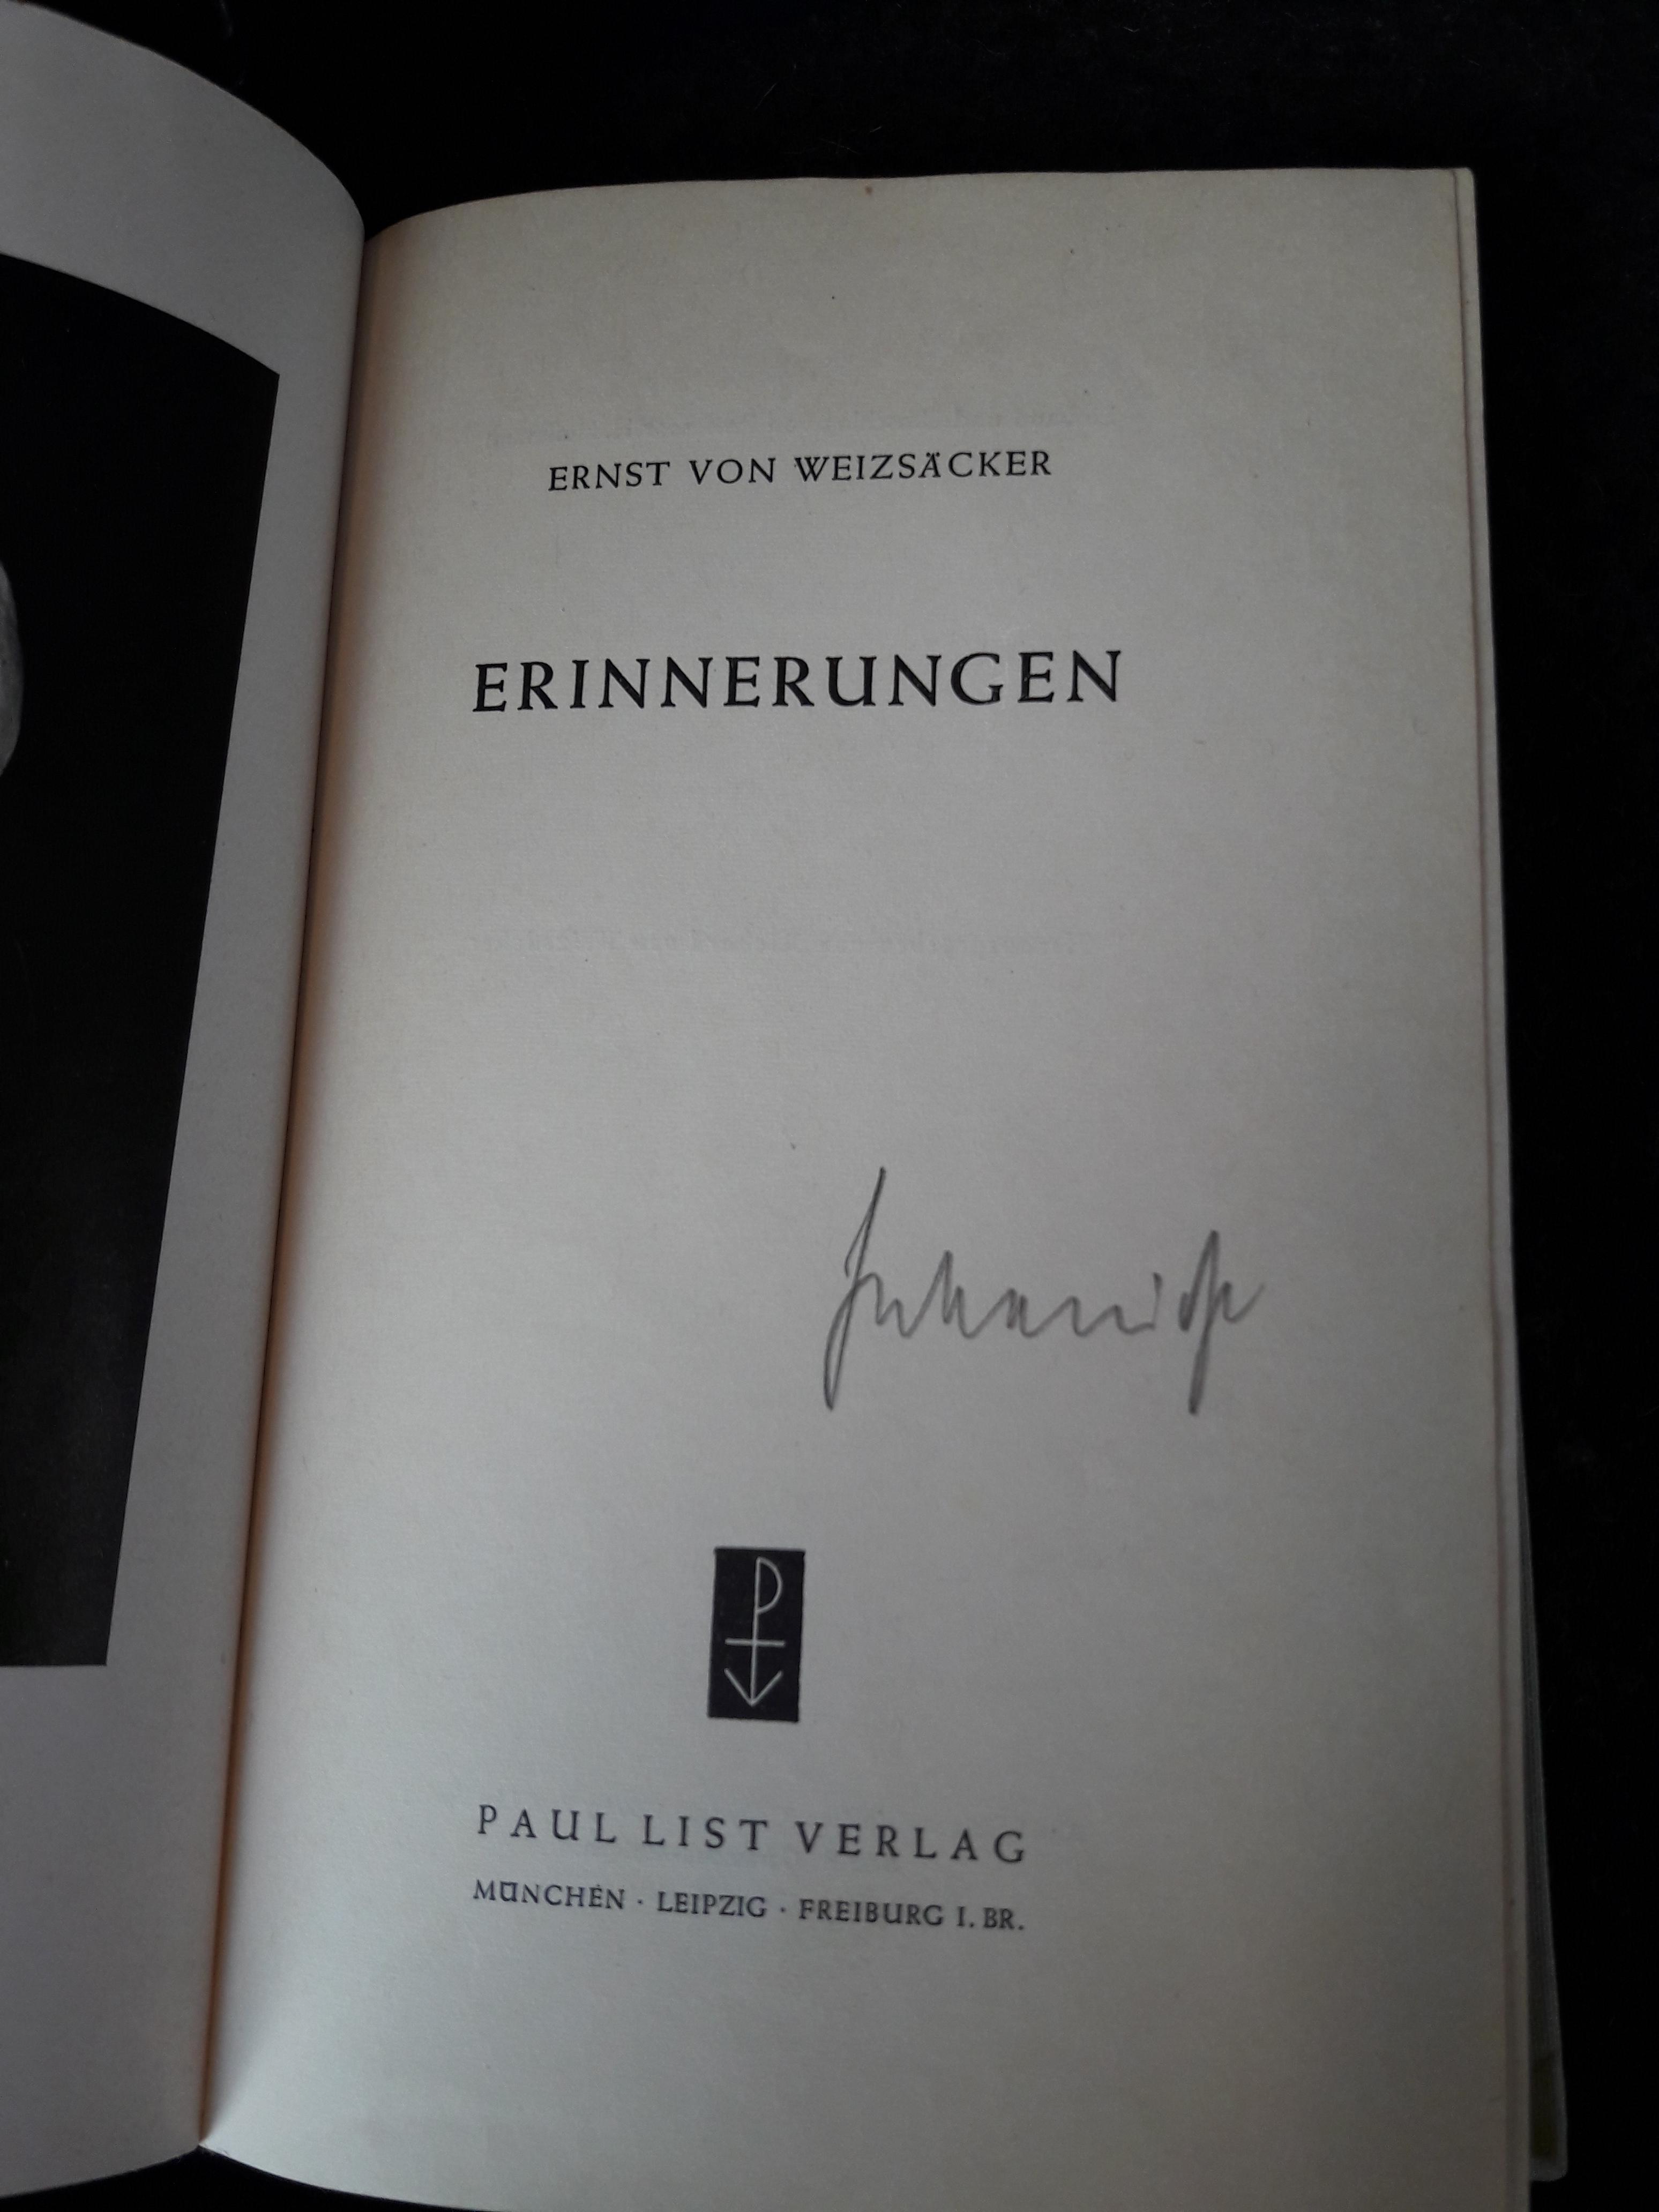 ERNST VON WEIZSÄCKER
ERINNERUNGEN
PAUL LIST VERLAG
MÜNCHEN · LEIPZIG · FREIBURG I. BR.